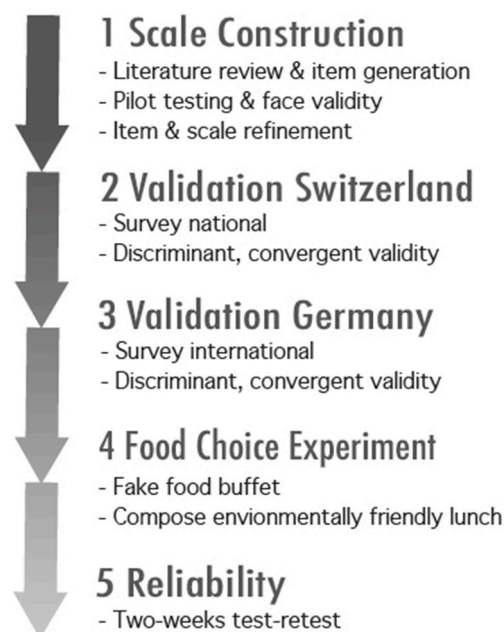 1 Scale Construction
- Literature review & item generation
- Pilot testing & face validity
- Item & scale refinement
2 Validation Switzerland
- Survey national
- Discriminant, convergent validity
3 Validation Germany
- Survey international
- Discriminant, convergent validity
4 Food Choice Experiment
- Fake food buffet
- Compose envionmentally friendly lunch
5 Reliability
- Two-weeks test-retest